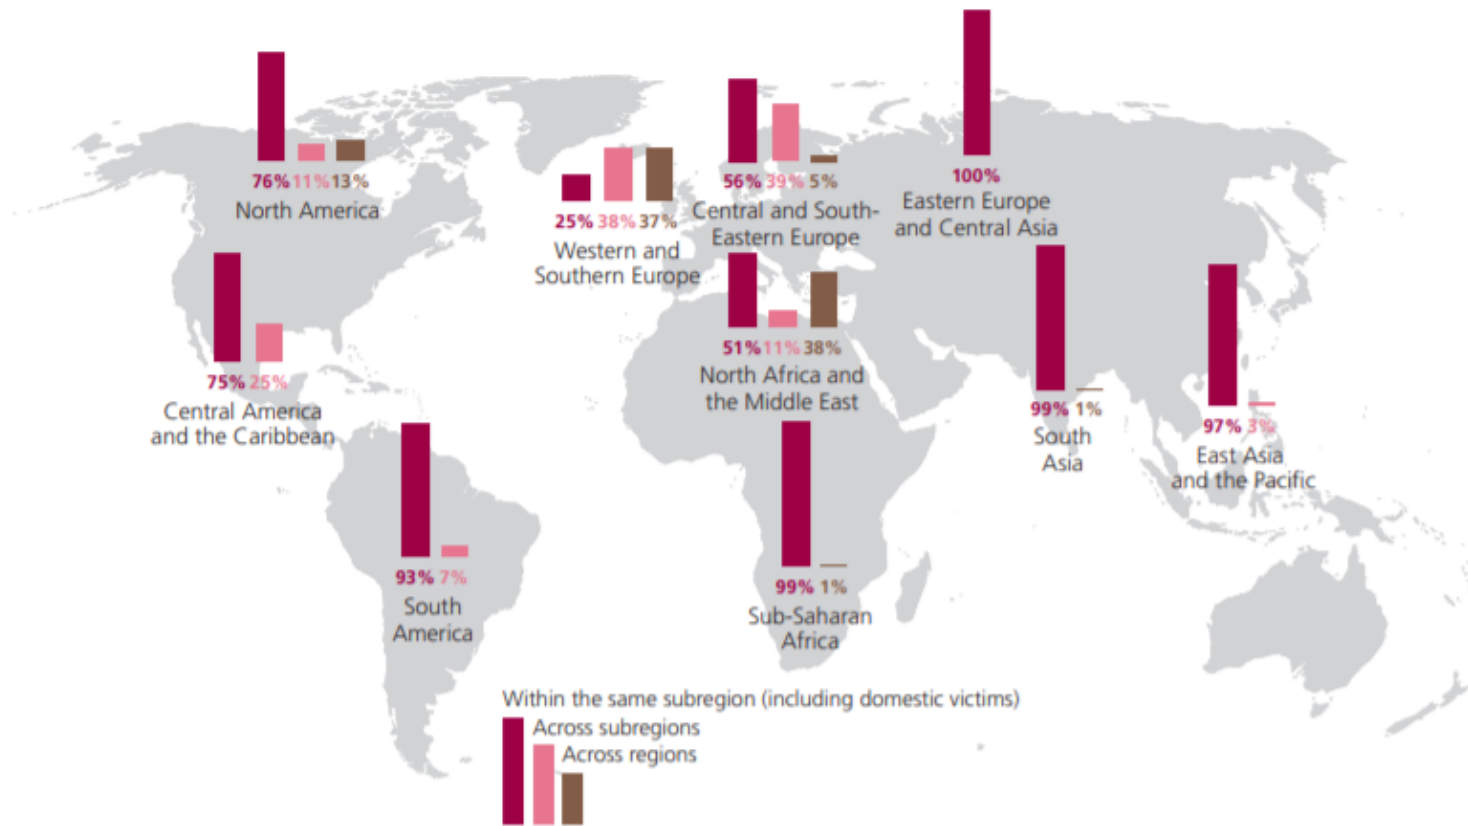 76% 11% 13%
North America
25% 38% 37%
Western and
Southern Europe
56% 39% 5%
Central and South-
Eastern Europe
100%
Eastern Europe
and Central Asia
75% 25%
Central America
and the Caribbean
51% 11% 38%
North Africa and
the Middle East
99% 1%
South
Asia
97% 3%
East Asia
and the Pacific
93% 7%
South
America
99% 1%
Sub-Saharan
Africa
Within the same subregion (including domestic victims)
Across subregions
Across regions